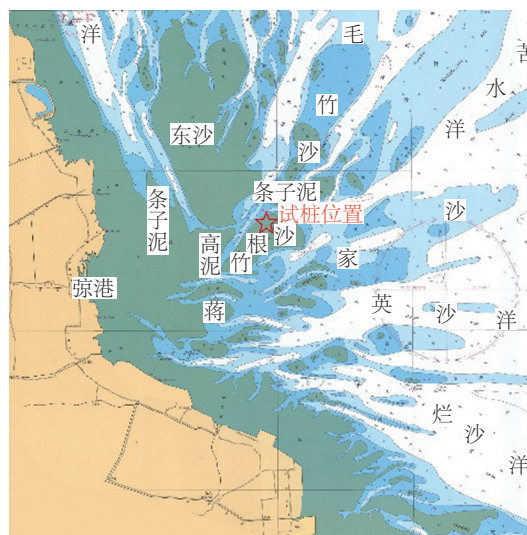 洋
毛
苦
水
竹
洋
东沙
沙
条子泥
条子泥
沙
试桩位置
沙
根
高泥
竹
家
弶港
蒋
英
沙
洋
烂
沙
洋